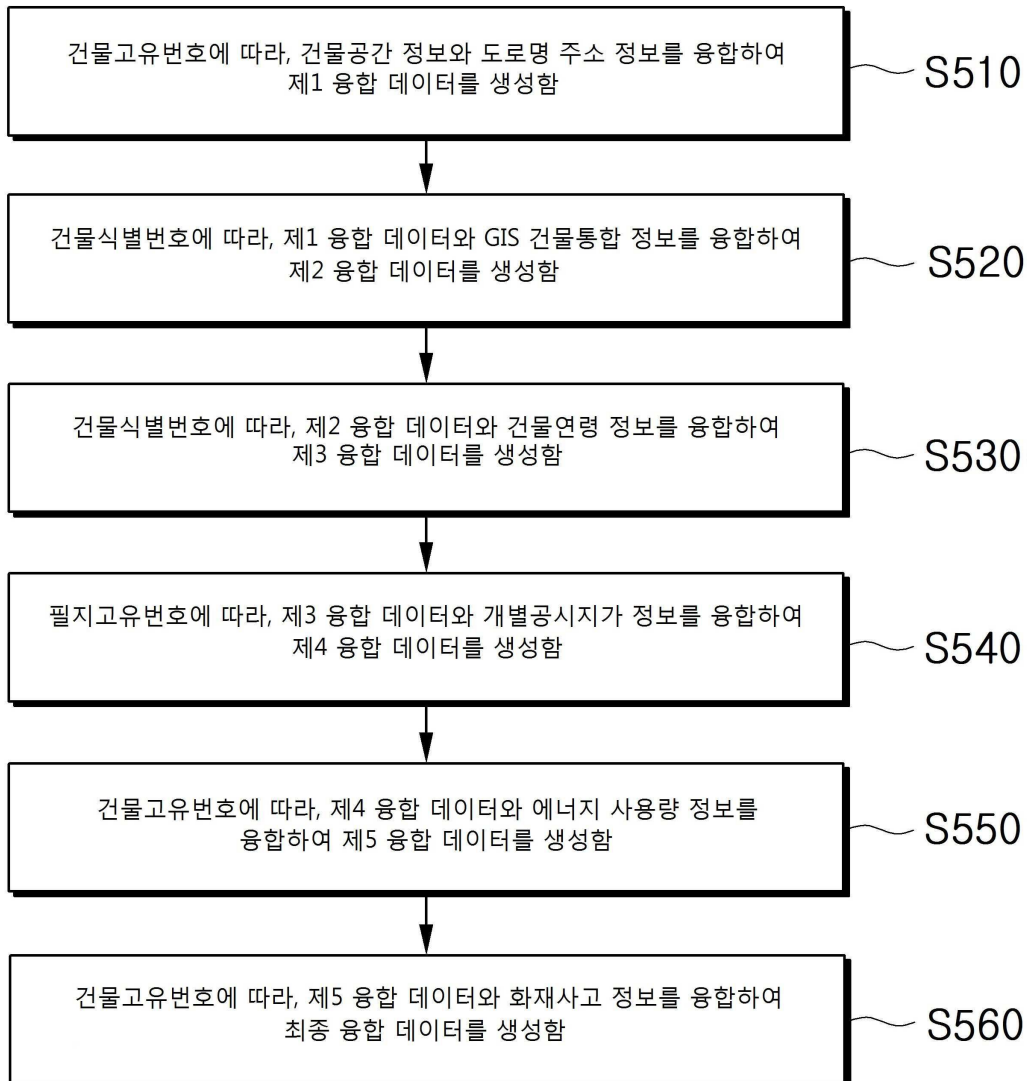 건물고유번호에 따라, 건물공간 정보와 도로명 주소 정보를 융합하여
제1 융합 데이터를 생성함
S510
건물식별번호에 따라, 제1 융합 데이터와 GIS 건물통합 정보를 융합하여
제2 융합 데이터를 생성함
S520
건물식별번호에 따라, 제2 융합 데이터와 건물연령 정보를 융합하여
제3 융합 데이터를 생성함
S530
필지고유번호에 따라, 제3 융합 데이터와 개별공시지가 정보를 융합하여
제4 융합 데이터를 생성함
S540
건물고유번호에 따라, 제4 융합 데이터와 에너지 사용량 정보를
융합하여 제5 융합 데이터를 생성함
S550
건물고유번호에 따라, 제5 융합 데이터와 화재사고 정보를 융합하여
최종 융합 데이터를 생성함
S560